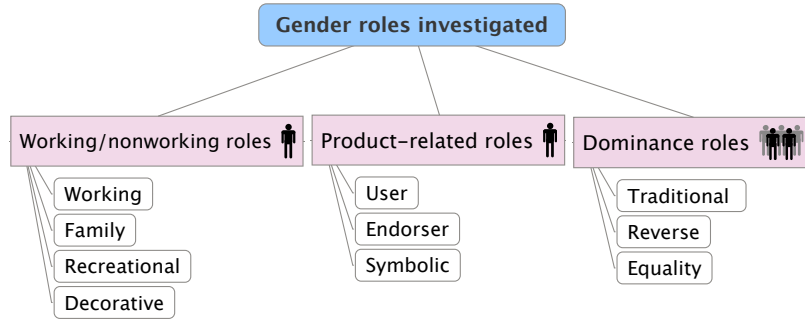 Gender roles investigated
Working/nonworking roles
Working
Family
Recreational
Decorative
Product-related roles
User
Endorser
Symbolic
Dominance roles
Traditional
Reverse
Equality